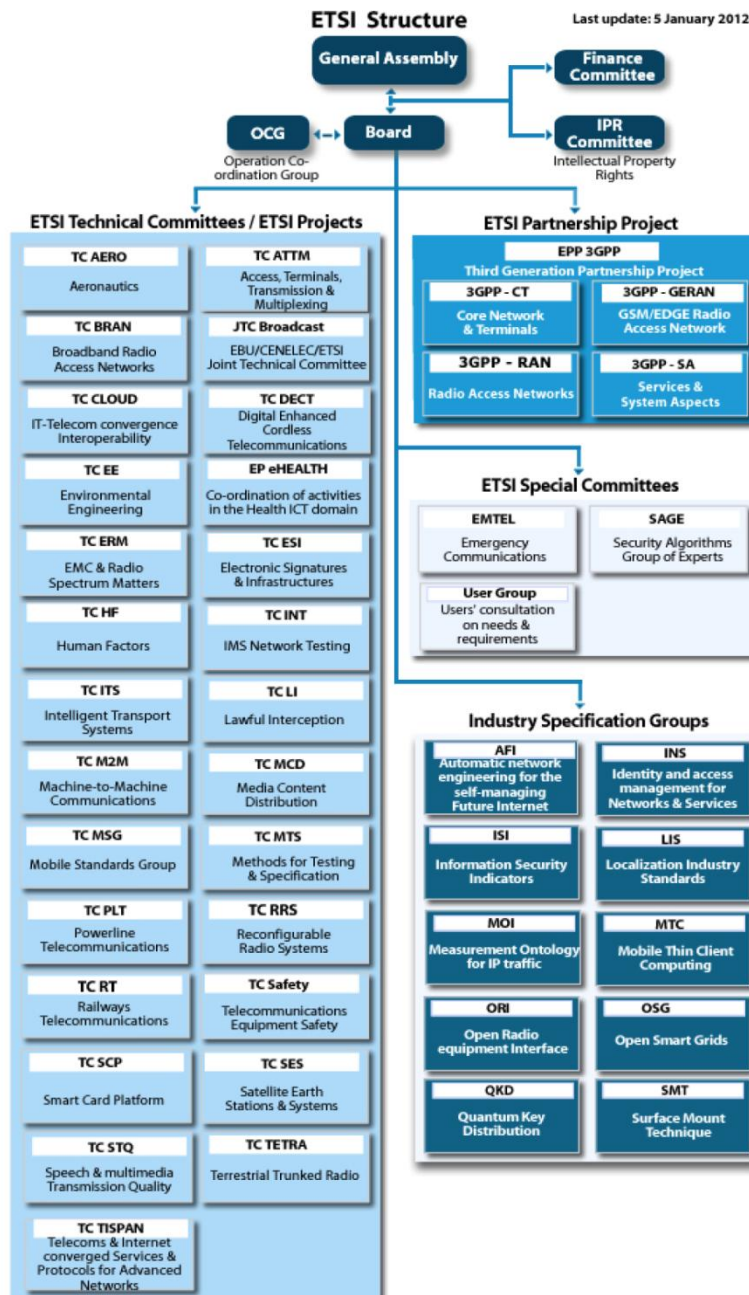 ETSI Structure
Last update: 5 January 2012
General Assembly
Finance
Committee
OCG
Board
IPR
Committee
Operation Co-
ordination Group
Intellectual Property
Rights
ETSI Technical Committees / ETSI Projects
TC AERO
Aeronautics
TC ATTM
Access, Terminals,
Transmission &
Multiplexing
TC BRAN
Broadband Radio
Access Networks
JTC Broadcast
EBU/CENELEC/ETSI
Joint Technical Committee
TC CLOUD
IT-Telecom convergence
Interoperability
TC DECT
Digital Enhanced
Cordless
Telecommunications
TC EE
Environmental
Engineering
EP eHEALTH
Co-ordination of activities
in the Health ICT domain
TC ERM
EMC & Radio
Spectrum Matters
TC ESI
Electronic Signatures
& Infrastructures
TC HF
Human Factors
TC INT
IMS Network Testing
TC ITS
Intelligent Transport
Systems
TC LI
Lawful Interception
TC M2M
Machine-to-Machine
Communications
TC MCD
Media Content
Distribution
TC MSG
Mobile Standards Group
TC MTS
Methods for Testing
& Specification
TC PLT
Powerline
Telecommunications
TC RRS
Reconfigurable
Radio Systems
TC RT
Railways
Telecommunications
TC Safety
Telecommunications
Equipment Safety
TC SCP
Smart Card Platform
TC SES
Satellite Earth
Stations & Systems
TC STQ
Speech & multimedia
Transmission Quality
TC TETRA
Terrestrial Trunked Radio
TC TISPAN
Telecoms & Internet
converged Services &
Protocols for Advanced
Networks
ETSI Partnership Project
EPP 3GPP
Third Generation Partnership Project
3GPP - CT
Core Network
& Terminals
3GPP - GERAN
GSM/EDGE Radio
Access Network
3GPP - RAN
Radio Access Networks
3GPP - SA
Services &
System Aspects
ETSI Special Committees
EMTEL
Emergency
Communications
SAGE
Security Algorithms
Group of Experts
User Group
Users' consultation
on needs &
requirements
Industry Specification Groups
AFI
Automatic network
engineering for the
self-managing
Future Internet
INS
Identity and access
management for
Networks & Services
ISI
Information Security
Indicators
LIS
Localization Industry
Standards
MOI
Measurement Ontology
for IP traffic
MTC
Mobile Thin Client
Computing
ORI
Open Radio
equipment Interface
OSG
Open Smart Grids
QKD
Quantum Key
Distribution
SMT
Surface Mount
Technique